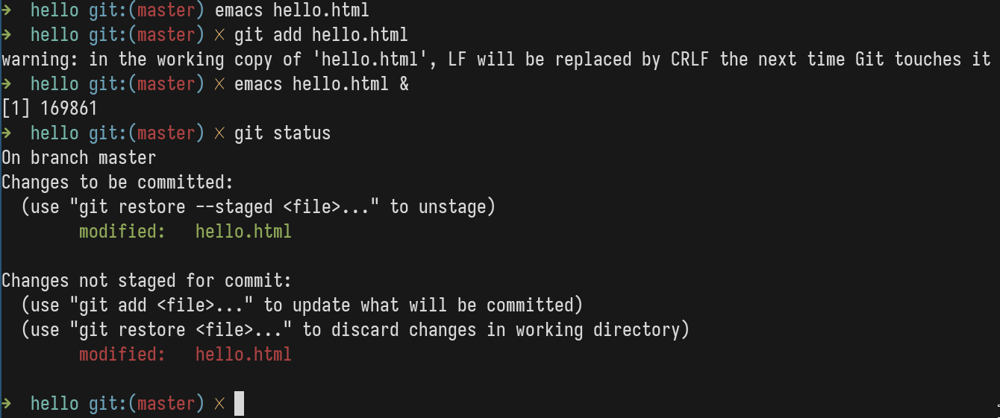 ➜  hello git:(master) emacs hello.html
➜  hello git:(master) ✗ git add hello.html
warning: in the working copy of 'hello.html', LF will be replaced by CRLF the next time Git touches it
➜  hello git:(master) ✗ emacs hello.html &
[1] 169861
➜  hello git:(master) ✗ git status
On branch master
Changes to be committed:
  (use "git restore --staged <file>..." to unstage)
        modified:   hello.html

Changes not staged for commit:
  (use "git add <file>..." to update what will be committed)
  (use "git restore <file>..." to discard changes in working directory)
        modified:   hello.html

➜  hello git:(master) ✗